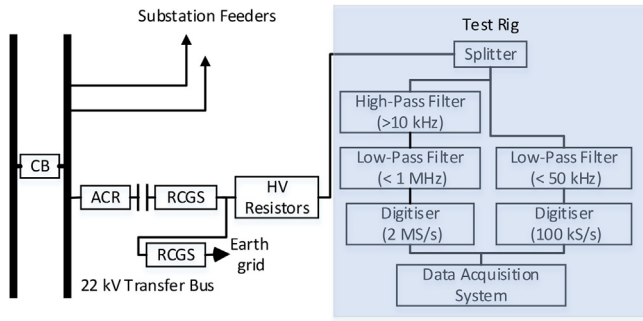 Substation Feeders
Test Rig
Splitter
High-Pass Filter
(>10 kHz)
CB
Low-Pass Filter
(< 1 MHz)
Low-Pass Filter
(< 50 kHz)
ACR
RCGS
HV
Resistors
Digitiser
(2 MS/s)
Digitiser
(100 kS/s)
RCGS
Earth
grid
22 kV Transfer Bus
Data Acquisition
System